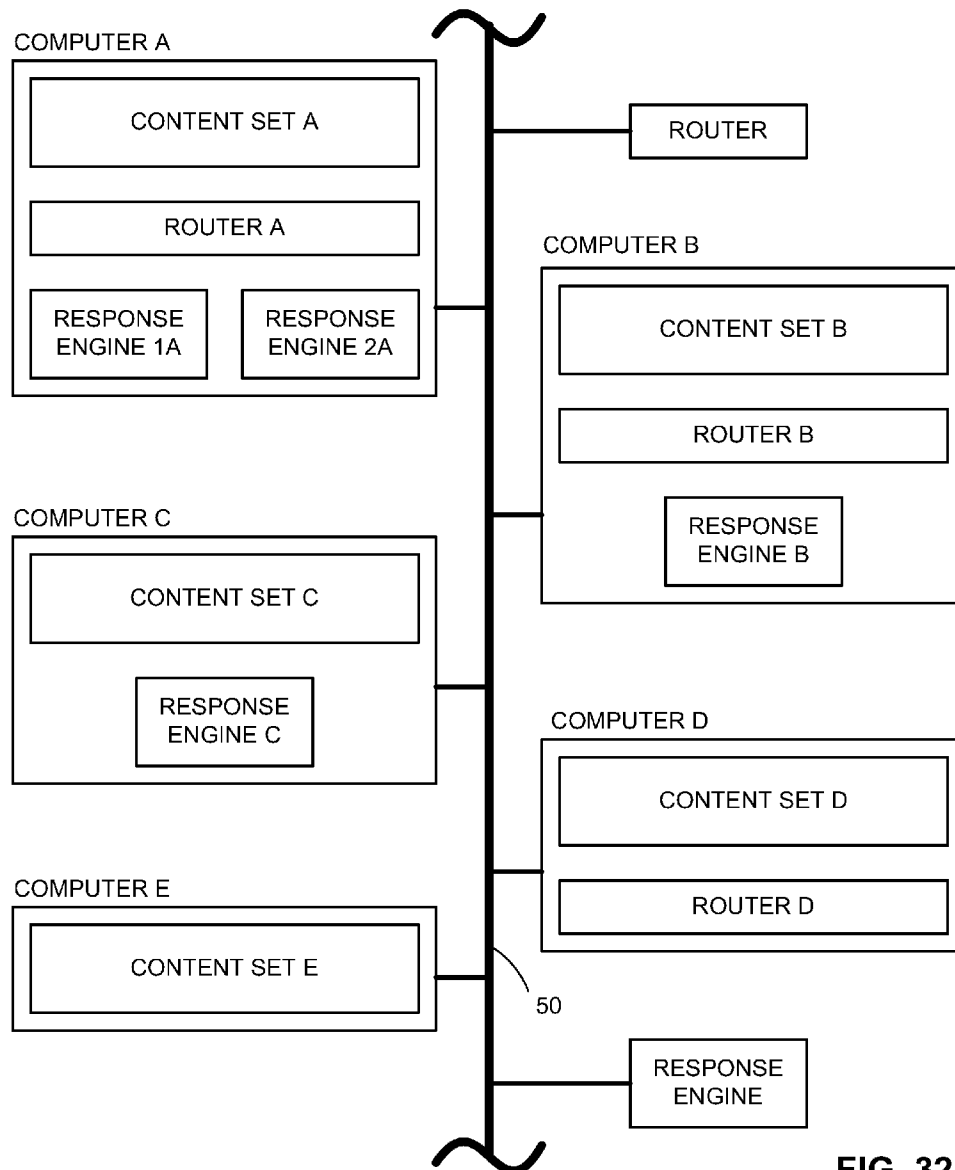 COMPUTER A
CONTENT SET A
ROUTER A
RESPONSE
ENGINE 1A
RESPONSE
ENGINE 2A
ROUTER
COMPUTER B
CONTENT SET B
ROUTER B
RESPONSE
ENGINE B
COMPUTER C
CONTENT SET C
RESPONSE
ENGINE C
COMPUTER D
CONTENT SET D
ROUTER D
COMPUTER E
CONTENT SET E
50
RESPONSE
ENGINE
FIG. 32